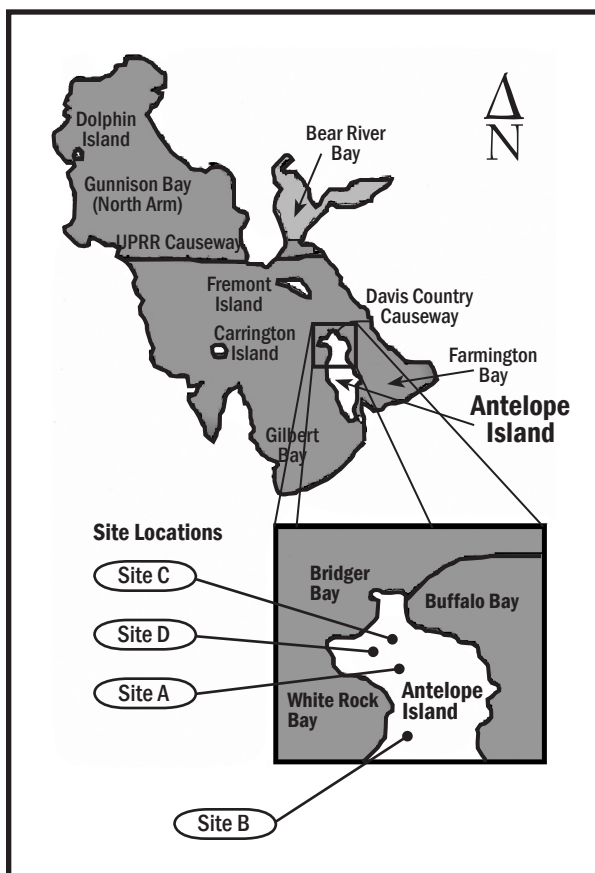 Dolphin
Island
Gunnison Bay
(North Arm)
UPRR Causeway
Bear River
Bay
N
Fremont
Island
Davis Country
Causeway
Carrington
Island
Farmington
Bay
Antelope
Island
Gilbert
Bay
Site Locations
Site C
Site D
Site A
Site B
Bridger
Bay
Buffalo Bay
White Rock
Bay
Antelope
Island